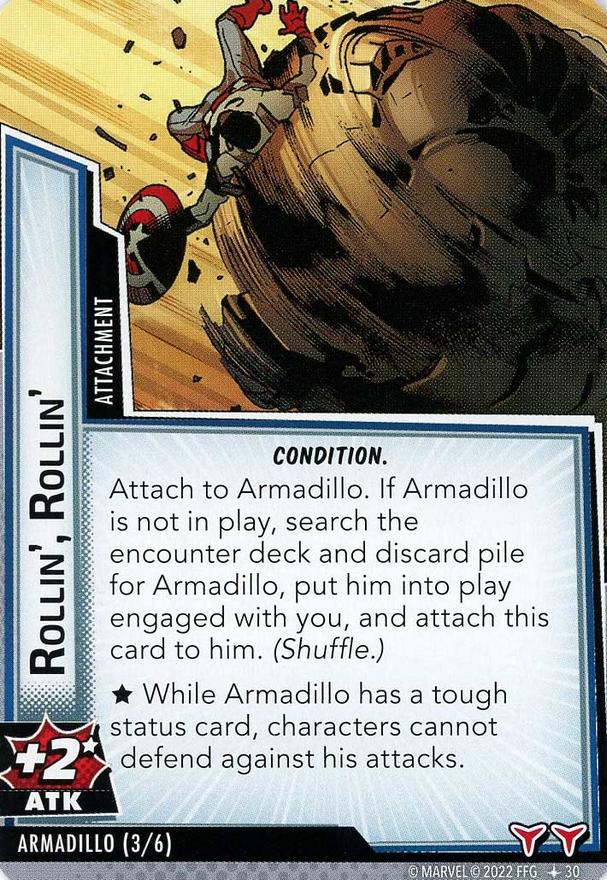 ATTACHMENT
ROLLIN', ROLLIN'
CONDITION.
Attach to Armadillo. If Armadillo
is not in play, search the
encounter deck and discard pile
for Armadillo, put him into play
engaged with you, and attach this
card to him. (Shuffle.)
★ While Armadillo has a tough
status card, characters cannot
defend against his attacks.
+2★
ATK
ARMADILLO (3/6)
© MARVEL © 2022 FFG 30